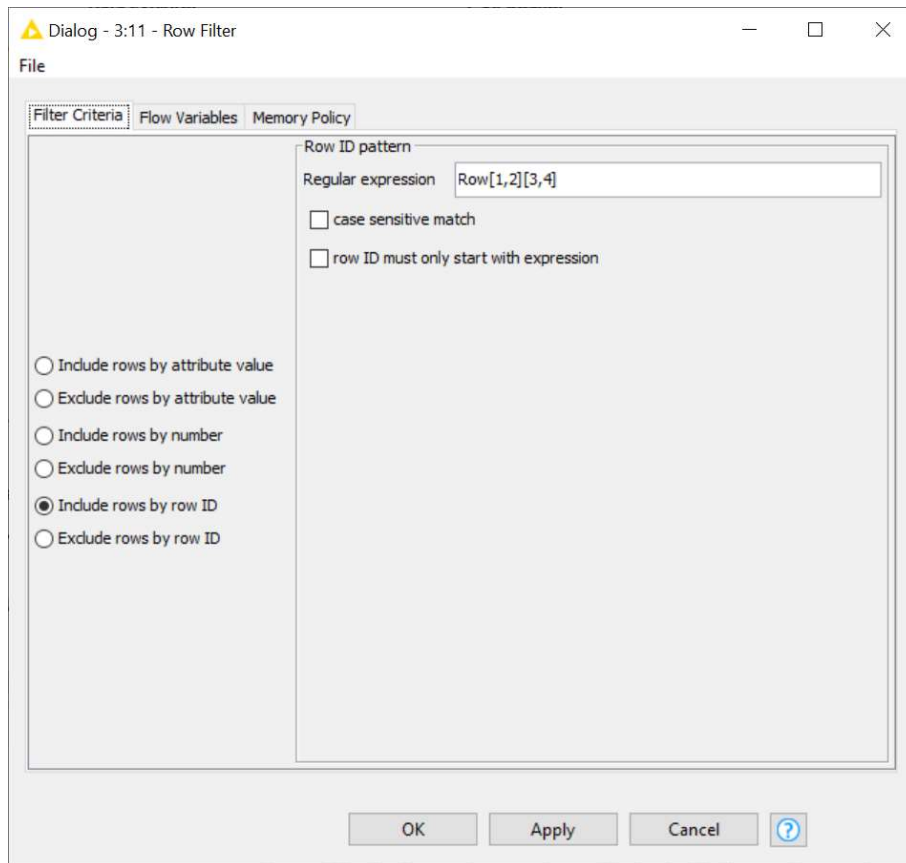 Dialog - 3:11 - Row Filter
File
Filter Criteria Flow Variables Memory Policy
Row ID pattern
Regular expression Row[1,2][3,4]
case sensitive match
row ID must only start with expression
Include rows by attribute value
Exclude rows by attribute value
Include rows by number
Exclude rows by number
Include rows by row ID
Exclude rows by row ID
OK Apply Cancel ?